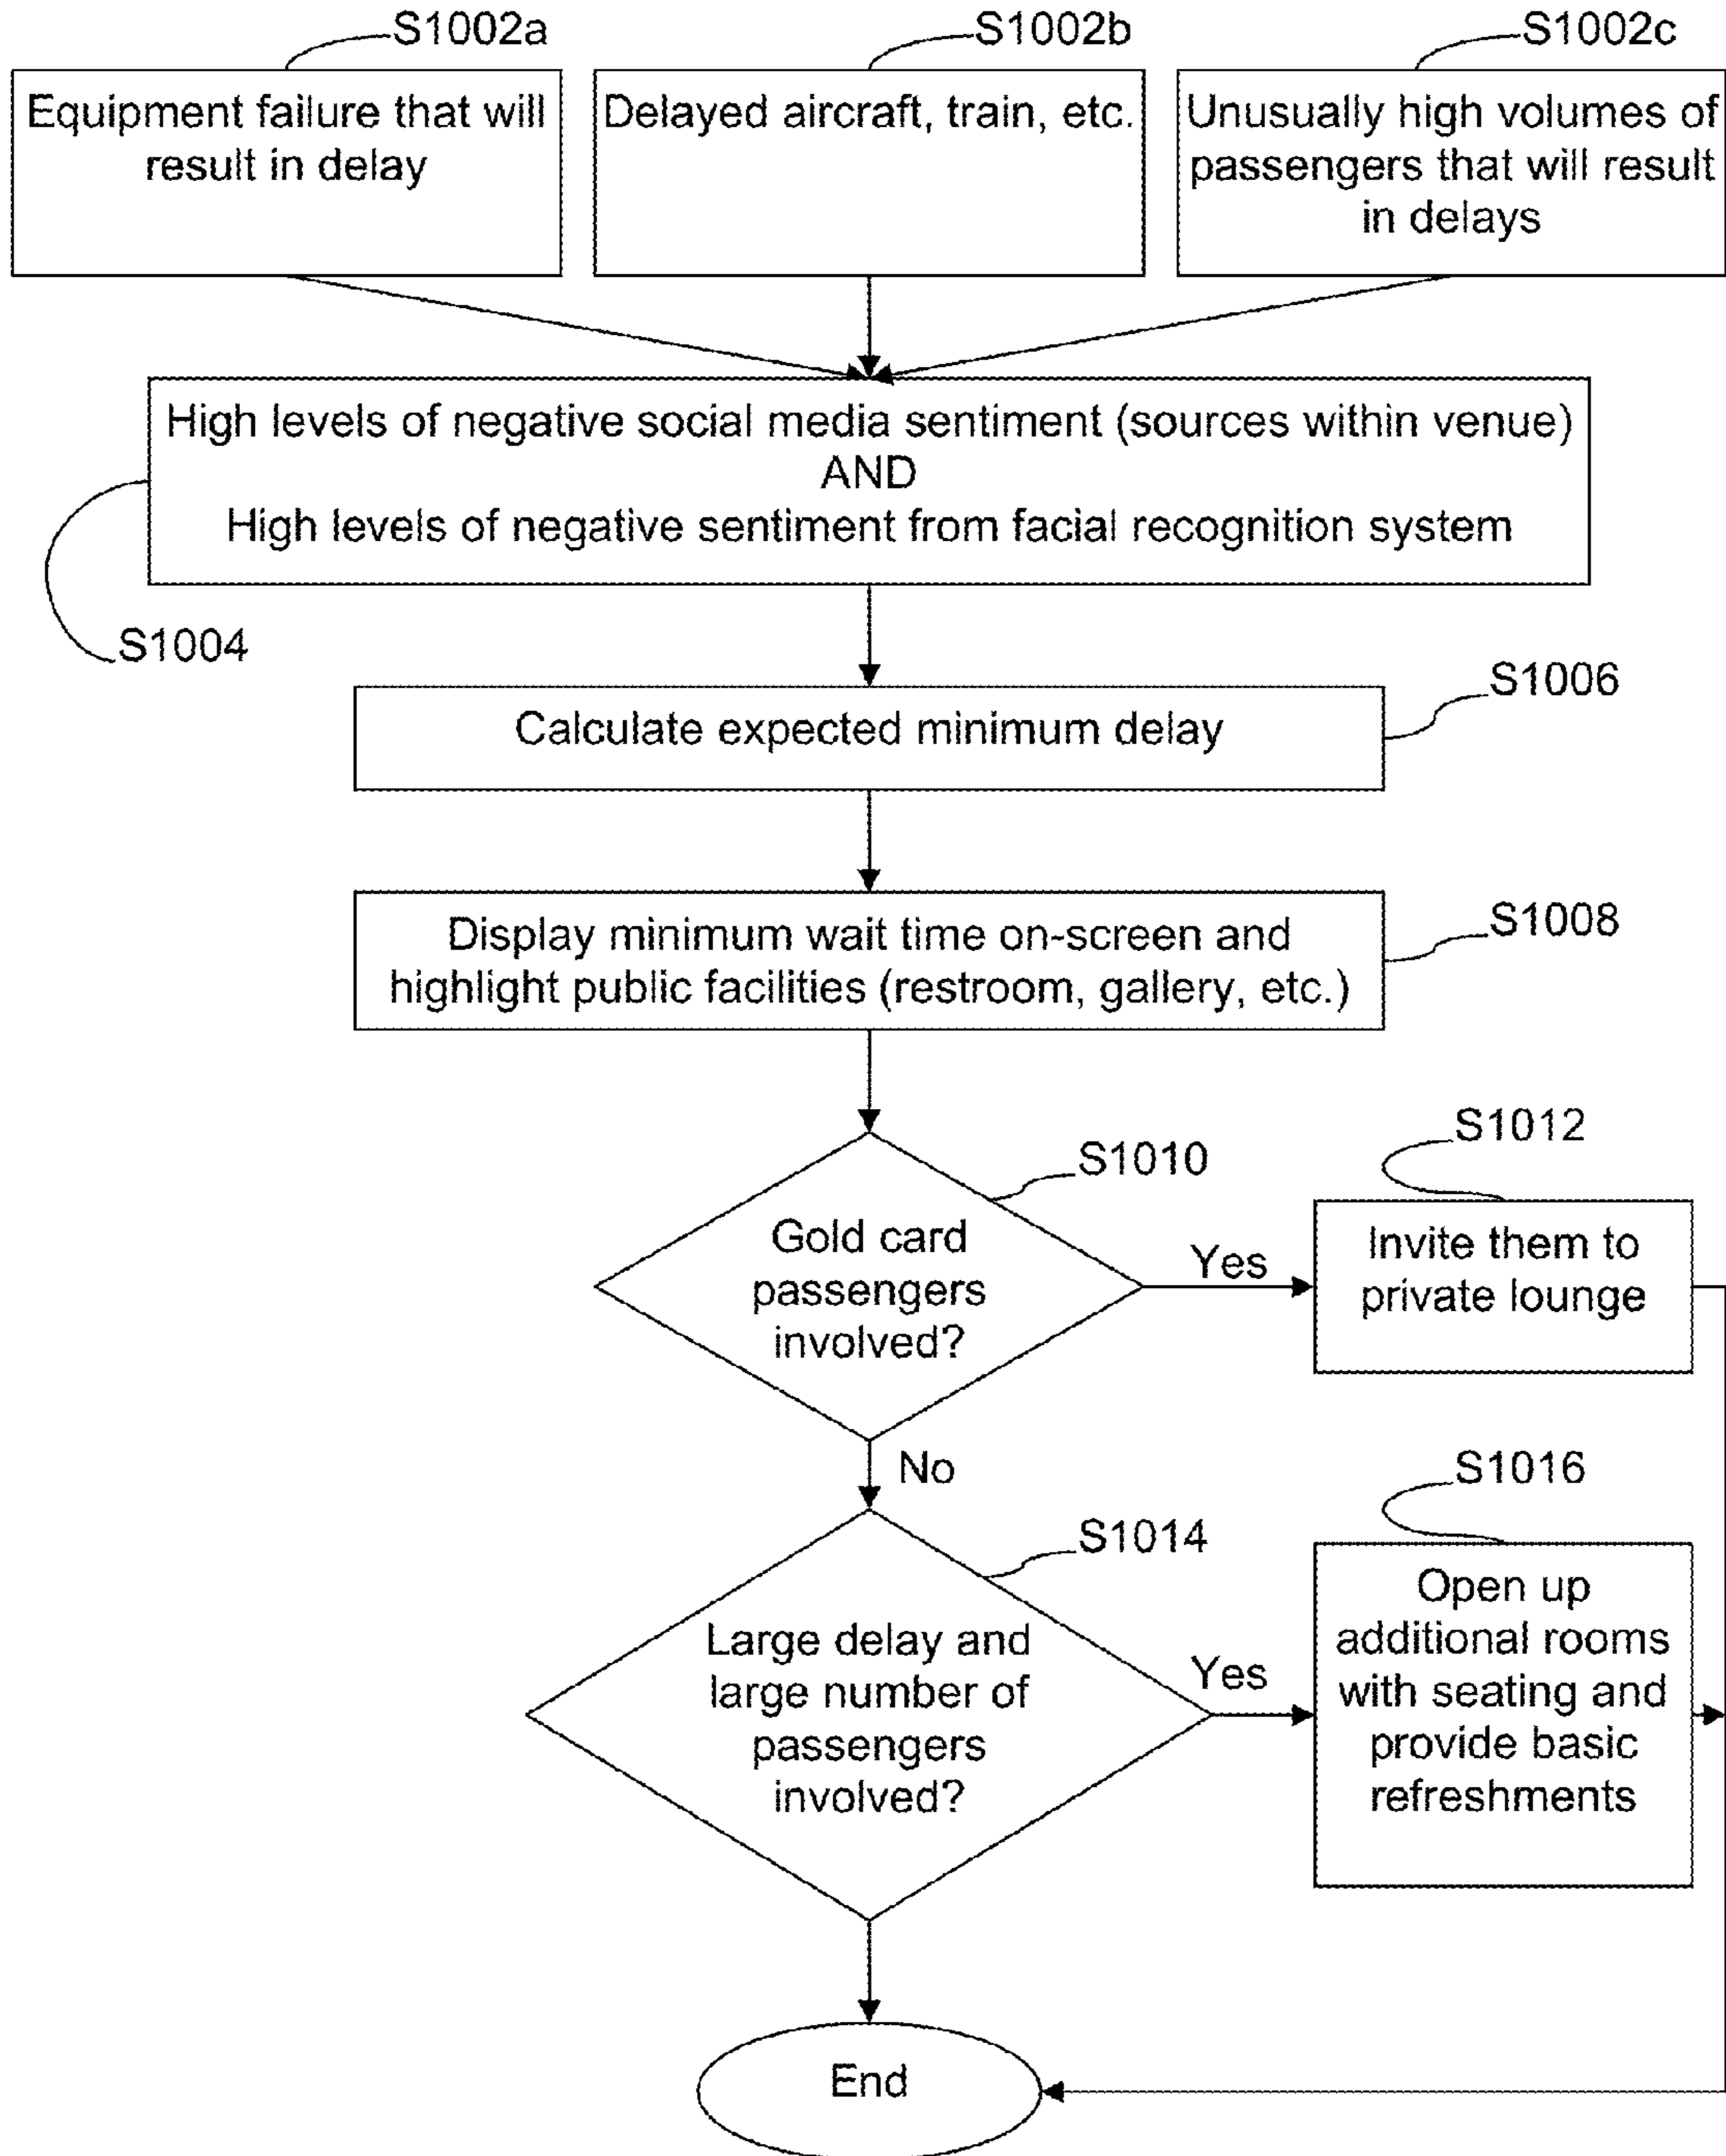 S1002a
S1002b
S1002c
Equipment failure that will
result in delay
Delayed aircraft, train, etc.
Unusually high volumes of
passengers that will result
in delays
High levels of negative social media sentiment (sources within venue)
AND
High levels of negative sentiment from facial recognition system
S1004
S1006
Calculate expected minimum delay
S1008
Display minimum wait time on-screen and
highlight public facilities (restroom, gallery, etc.)
S1010
Gold card
passengers
involved?
Yes
S1012
Invite them to
private lounge
No
S1014
Large delay and
large number of
passengers
involved?
Yes
S1016
Open up
additional rooms
with seating and
provide basic
refreshments
End